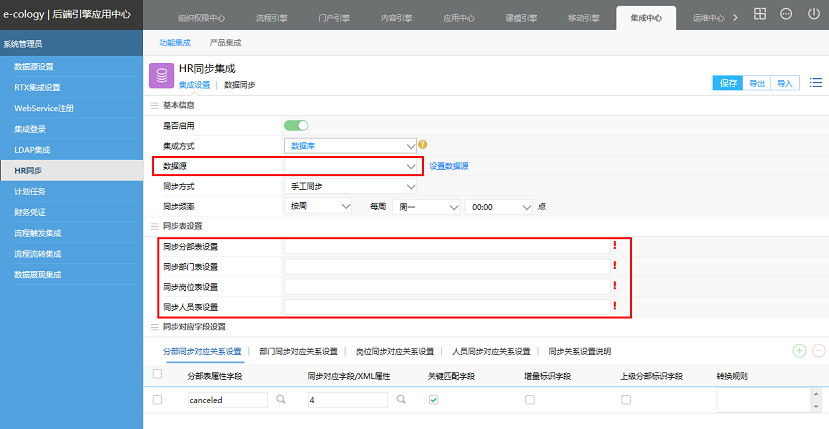 e-cology | 后端引擎应用中心
组织权限中心 流程引擎 门户引擎 内容引擎 应用中心 建模引擎 移动引擎 集成中心 运维中心
系统管理员
功能集成 产品集成
数据源设置
RTX集成设置
WebService注册
集成登录
LDAP集成
HR同步
计划任务
财务凭证
流程触发集成
流程流转集成
数据展现集成
HR同步集成
集成设置 | 数据同步
保存 导出 导入
基本信息
是否启用
集成方式 数据库 ?
数据源 设置数据源
同步方式 手工同步
同步频率 按周 每周 周一 00:00 点
同步表设置
同步分部表设置 !
同步部门表设置 !
同步岗位表设置 !
同步人员表设置 !
同步对应字段设置
分部同步对应关系设置 | 部门同步对应关系设置 | 岗位同步对应关系设置 | 人员同步对应关系设置 | 同步关系设置说明
分部表属性字段 同步对应字段/XML属性 关键匹配字段 增量标识字段 上级分部标识字段 转换规则
canceled 4